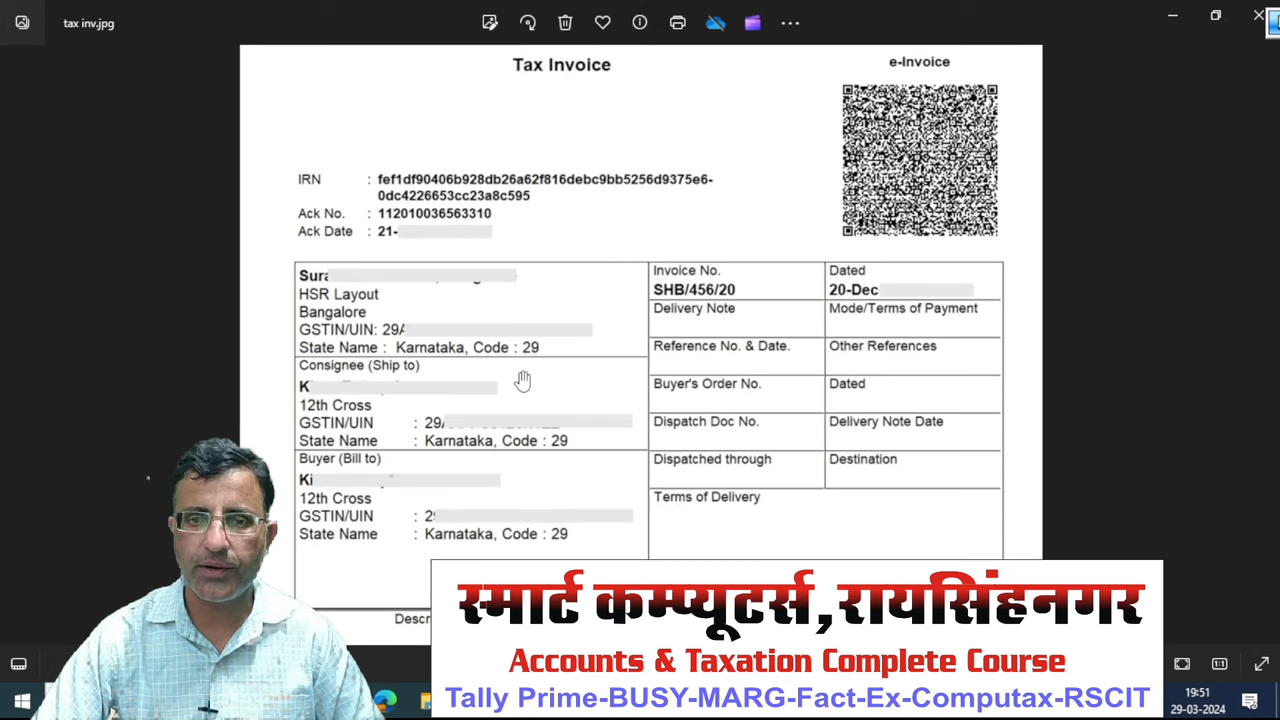 tax inv.jpg
Tax Invoice
e-Invoice
IRN : fef1df90406b928db26a62f816debc9bb5256d9375e6-
0dc4226653cc23a8c595
Ack No. : 112010036563310
Ack Date : 21-
Sura
HSR Layout
Bangalore
GSTIN/UIN: 29A
State Name : Karnataka, Code : 29
Consignee (Ship to)
K
12th Cross
GSTIN/UIN : 29
State Name : Karnataka, Code : 29
Buyer (Bill to)
Ki
12th Cross
GSTIN/UIN : 29
State Name : Karnataka, Code : 29
Invoice No. Dated
SHB/456/20 20-Dec
Delivery Note Mode/Terms of Payment
Reference No. & Date. Other References
Buyer's Order No. Dated
Dispatch Doc No. Delivery Note Date
Dispatched through Destination
Terms of Delivery
Descr
स्मार्ट कम्प्यूटर्स,रायसिंहनगर
Accounts & Taxation Complete Course
Tally Prime-BUSY-MARG-Fact-Ex-Computax-RSCIT
1:1
19:51
29-03-2024